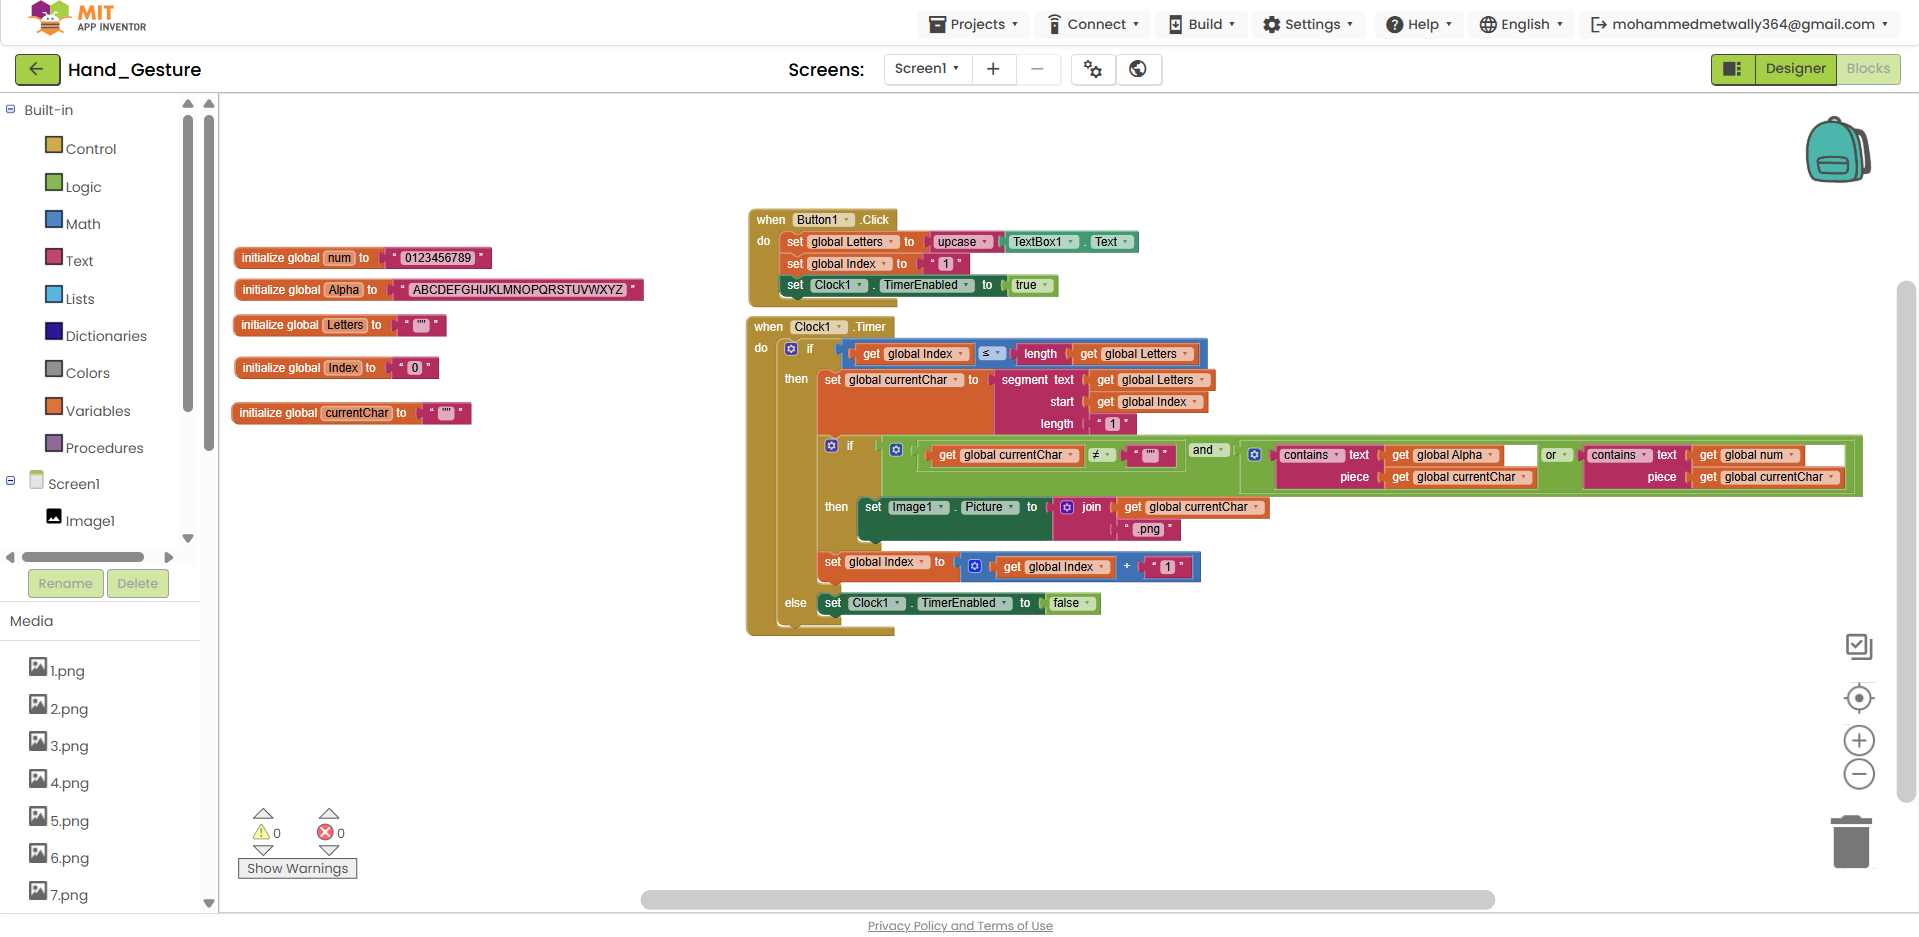 MIT
APP INVENTOR
Projects
Connect
Build
Settings
Help
English
mohammedmetwally364@gmail.com
Hand_Gesture
Screens:
Screen1
Designer
Blocks
Built-in
Control
Logic
Math
Text
Lists
Dictionaries
Colors
Variables
Procedures
Screen1
Image1
Rename
Delete
Media
1.png
2.png
3.png
4.png
5.png
6.png
7.png
initialize global num to " 0123456789 "
initialize global Alpha to " ABCDEFGHIJKLMNOPQRSTUVWXYZ "
initialize global Letters to " "" "
initialize global Index to " 0 "
initialize global currentChar to " "" "
when Button1 .Click
do set global Letters to upcase TextBox1 . Text
set global Index to " 1 "
set Clock1 . TimerEnabled to true
when Clock1 .Timer
do if get global Index ≤ length get global Letters
then set global currentChar to segment text get global Letters
start get global Index
length " 1 "
if get global currentChar ≠ " "" " and contains text get global Alpha or contains text get global num
piece get global currentChar piece get global currentChar
then set Image1 . Picture to join get global currentChar
" .png "
set global Index to get global Index + " 1 "
else set Clock1 . TimerEnabled to false
0
0
Show Warnings
Privacy Policy and Terms of Use